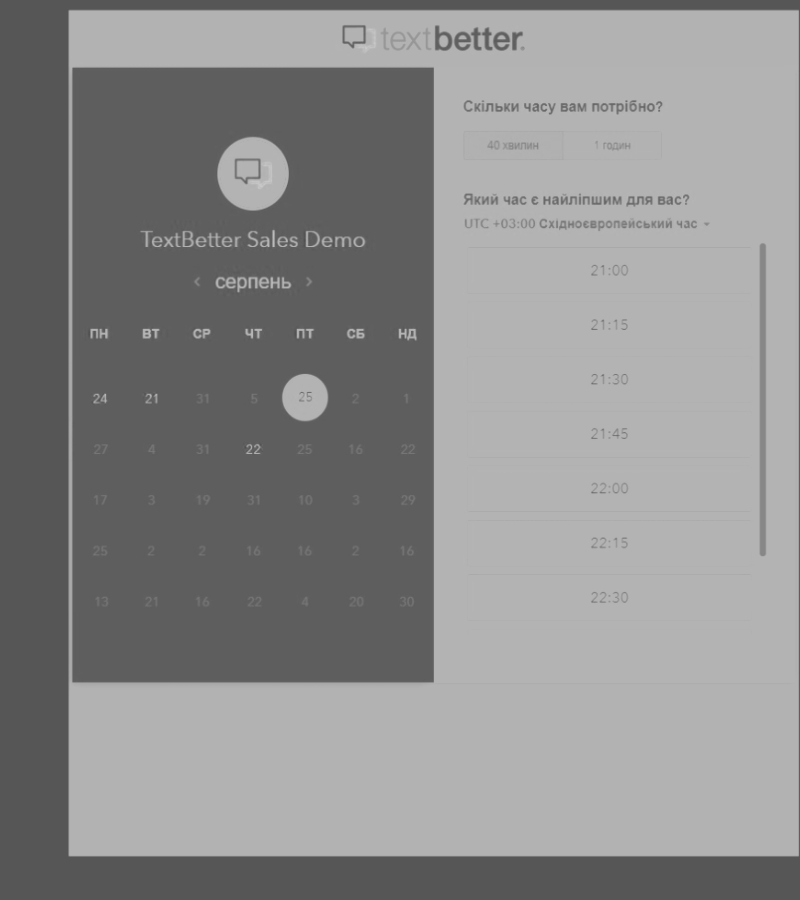 textbetter.
TextBetter Sales Demo
‹ серпень ›
ПН ВТ СР ЧТ ПТ СБ НД
24 21 31 5 25 2 1
27 4 31 22 25 16 22
17 3 19 31 10 3 29
25 2 2 16 16 2 16
13 21 16 22 4 20 30
Скільки часу вам потрібно?
40 хвилин 1 годин
Який час є найліпшим для вас?
UTC +03:00 Східноєвропейський час
21:00
21:15
21:30
21:45
22:00
22:15
22:30